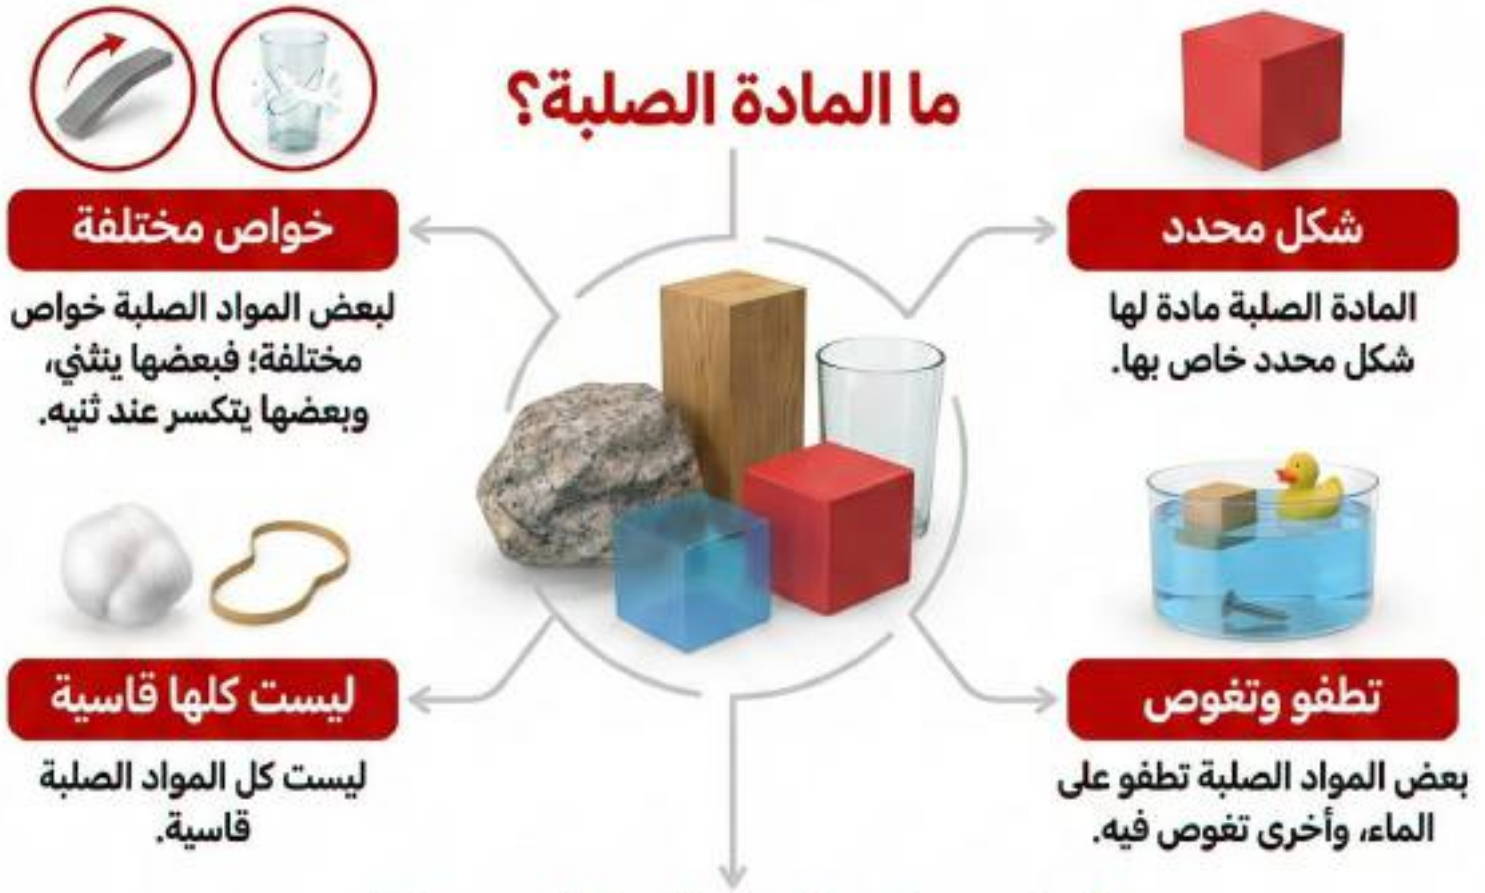 ما المادة الصلبة؟
شكل محدد
المادة الصلبة مادة لها
شكل محدد خاص بها.
خواص مختلفة
لبعض المواد الصلبة خواص
مختلفة؛ فبعضها ينثني،
وبعضها يتكسر عند ثنيه.
تطفو وتغوص
بعض المواد الصلبة تطفو على
الماء، وأخرى تغوص فيه.
ليست كلها قاسية
ليست كل المواد الصلبة
قاسية.